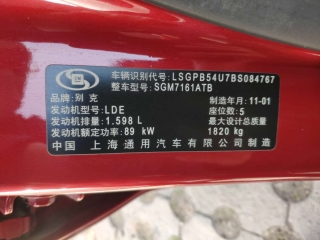 车辆识别代号: LSGPB54U7BS084767
整车型号: SGM7161ATB
品牌: 别克 制造年月: 11-01
发动机型号: LDE 座位数: 5
发动机排量: 1.598 L 最大设计总质量
发动机额定功率: 89 kW 1820 kg
中国 上海通用汽车有限公司制造